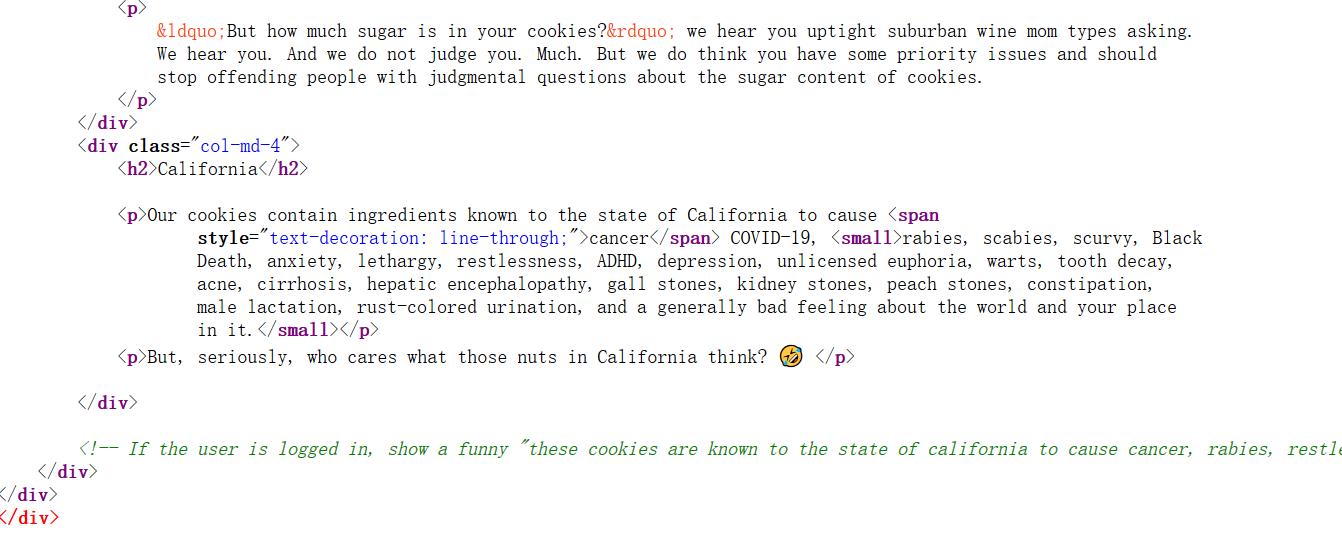 <p>
&ldquo;But how much sugar is in your cookies?&rdquo; we hear you uptight suburban wine mom types asking.
We hear you. And we do not judge you. Much. But we do think you have some priority issues and should
stop offending people with judgmental questions about the sugar content of cookies.
</p>
</div>
<div class="col-md-4">
<h2>California</h2>
<p>Our cookies contain ingredients known to the state of California to cause <span
style="text-decoration: line-through;">cancer</span> COVID-19, <small>rabies, scabies, scurvy, Black
Death, anxiety, lethargy, restlessness, ADHD, depression, unlicensed euphoria, warts, tooth decay,
acne, cirrhosis, hepatic encephalopathy, gall stones, kidney stones, peach stones, constipation,
male lactation, rust-colored urination, and a generally bad feeling about the world and your place
in it.</small></p>
<p>But, seriously, who cares what those nuts in California think? 🤣 </p>
</div>
<!-- If the user is logged in, show a funny "these cookies are known to the state of california to cause cancer, rabies, restle
</div>
</div>
</div>